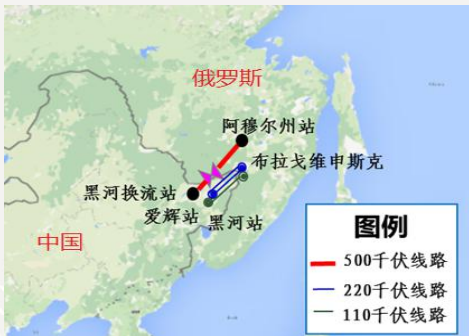 俄罗斯
阿穆尔州站
布拉戈维申斯克
黑河换流站
爱辉站
黑河站
中国
图例
500千伏线路
220千伏线路
110千伏线路